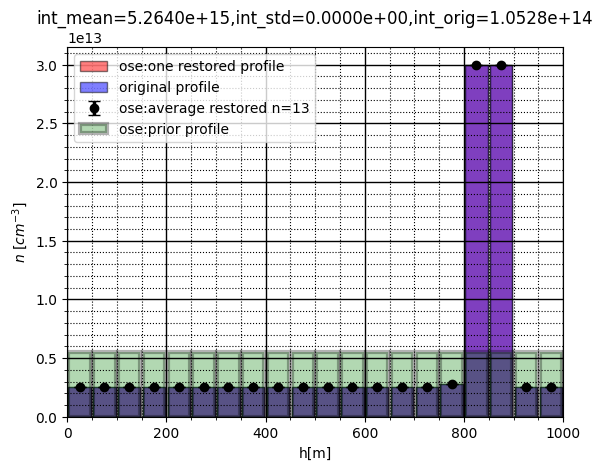 int_mean=5.2640e+15,int_std=0.0000e+00,int_orig=1.0528e+14
1e13
ose:one restored profile
original profile
ose:average restored n=13
ose:prior profile
3.0
2.5
2.0
1.5
1.0
0.5
0.0
n [cm⁻³]
0 200 400 600 800 1000
h[m]